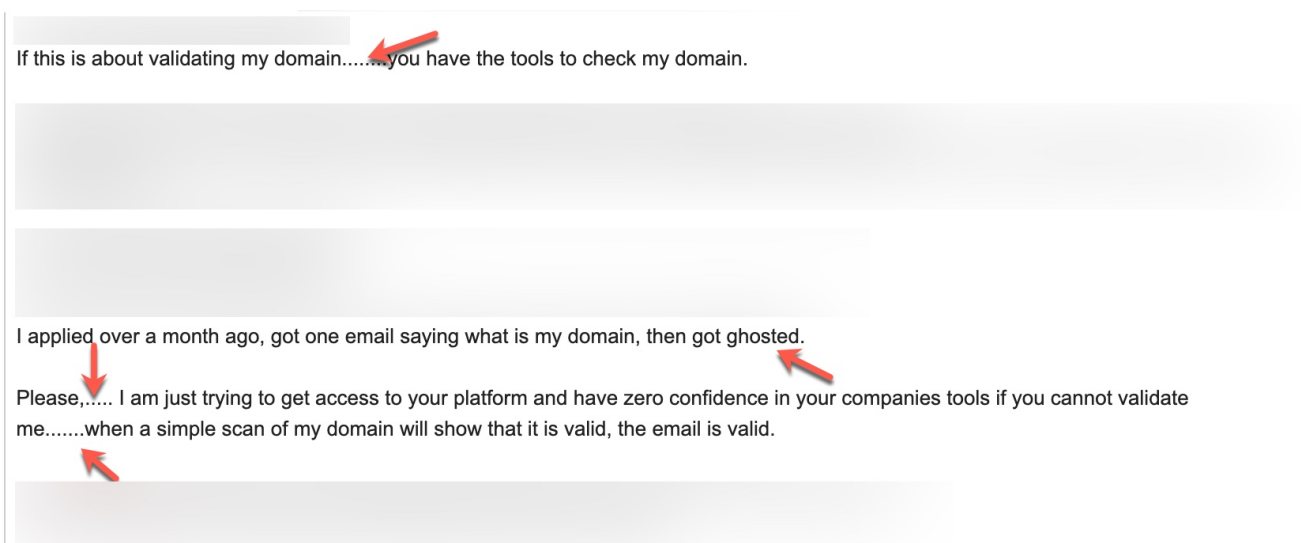 If this is about validating my domain........you have the tools to check my domain.
I applied over a month ago, got one email saying what is my domain, then got ghosted.
Please,..... I am just trying to get access to your platform and have zero confidence in your companies tools if you cannot validate
me.......when a simple scan of my domain will show that it is valid, the email is valid.